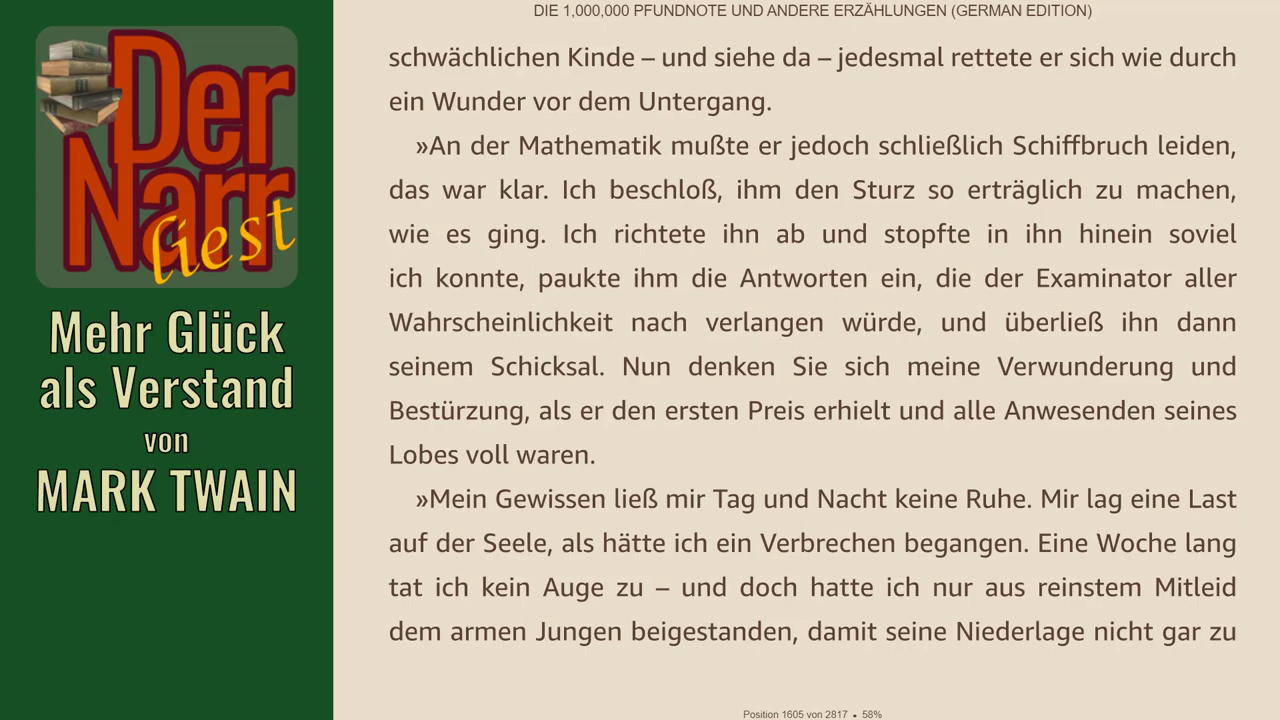 Der
Narr
liest
Mehr Glück
als Verstand
von
MARK TWAIN
DIE 1,000,000 PFUNDNOTE UND ANDERE ERZÄHLUNGEN (GERMAN EDITION)
schwächlichen Kinde – und siehe da – jedesmal rettete er sich wie durch
ein Wunder vor dem Untergang.
»An der Mathematik mußte er jedoch schließlich Schiffbruch leiden,
das war klar. Ich beschloß, ihm den Sturz so erträglich zu machen,
wie es ging. Ich richtete ihn ab und stopfte in ihn hinein soviel
ich konnte, paukte ihm die Antworten ein, die der Examinator aller
Wahrscheinlichkeit nach verlangen würde, und überließ ihn dann
seinem Schicksal. Nun denken Sie sich meine Verwunderung und
Bestürzung, als er den ersten Preis erhielt und alle Anwesenden seines
Lobes voll waren.
»Mein Gewissen ließ mir Tag und Nacht keine Ruhe. Mir lag eine Last
auf der Seele, als hätte ich ein Verbrechen begangen. Eine Woche lang
tat ich kein Auge zu – und doch hatte ich nur aus reinstem Mitleid
dem armen Jungen beigestanden, damit seine Niederlage nicht gar zu
Position 1605 von 2817 • 58%